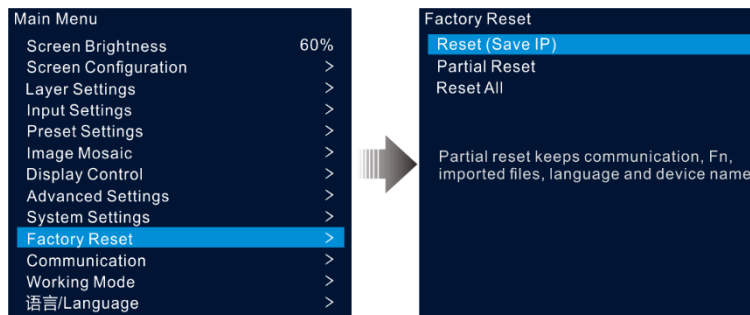 Main Menu
Screen Brightness 60%
Screen Configuration >
Layer Settings >
Input Settings >
Preset Settings >
Image Mosaic >
Display Control >
Advanced Settings >
System Settings >
Factory Reset >
Communication >
Working Mode >
语言/Language >
Factory Reset
Reset (Save IP)
Partial Reset
Reset All
Partial reset keeps communication, Fn,
imported files, language and device name